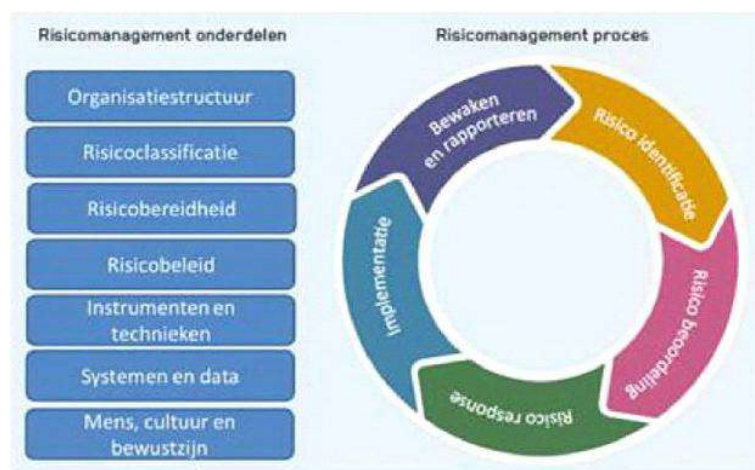 Risicomanagement onderdelen
Organisatiestructuur
Risicoclassificatie
Risicobereidheid
Risicobeleid
Instrumenten en
technieken
Systemen en data
Mens, cultuur en
bewustzijn
Risicomanagement proces
Bewaken
en rapporteren
Risico identificatie
Risico beoordeling
Risico response
Implementatie